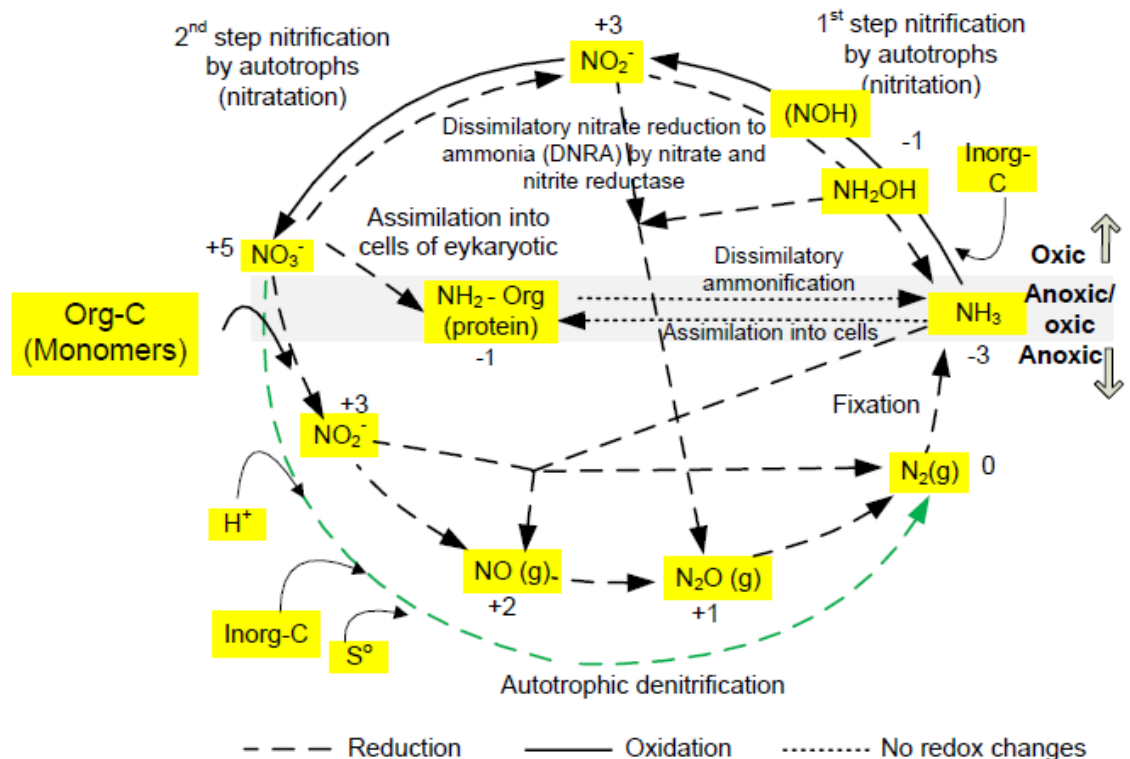 +3
2nd step nitrification
by autotrophs
(nitratation)
1st step nitrification
by autotrophs
(nitritation)
NO2-
(NOH)
-1
Dissimilatory nitrate reduction to
ammonia (DNRA) by nitrate and
nitrite reductase
Inorg-
C
NH2OH
Assimilation into
cells of eykaryotic
+5
NO3-
Dissimilatory
ammonification
Oxic
Org-C
(Monomers)
NH2 - Org
(protein)
-1
Assimilation into cells
NH3
-3
Anoxic/
oxic
Anoxic
+3
NO2-
Fixation
N2(g)
0
H+
NO (g)-
+2
N2O (g)
+1
Inorg-C
So
Autotrophic denitrification
Reduction
Oxidation
No redox changes